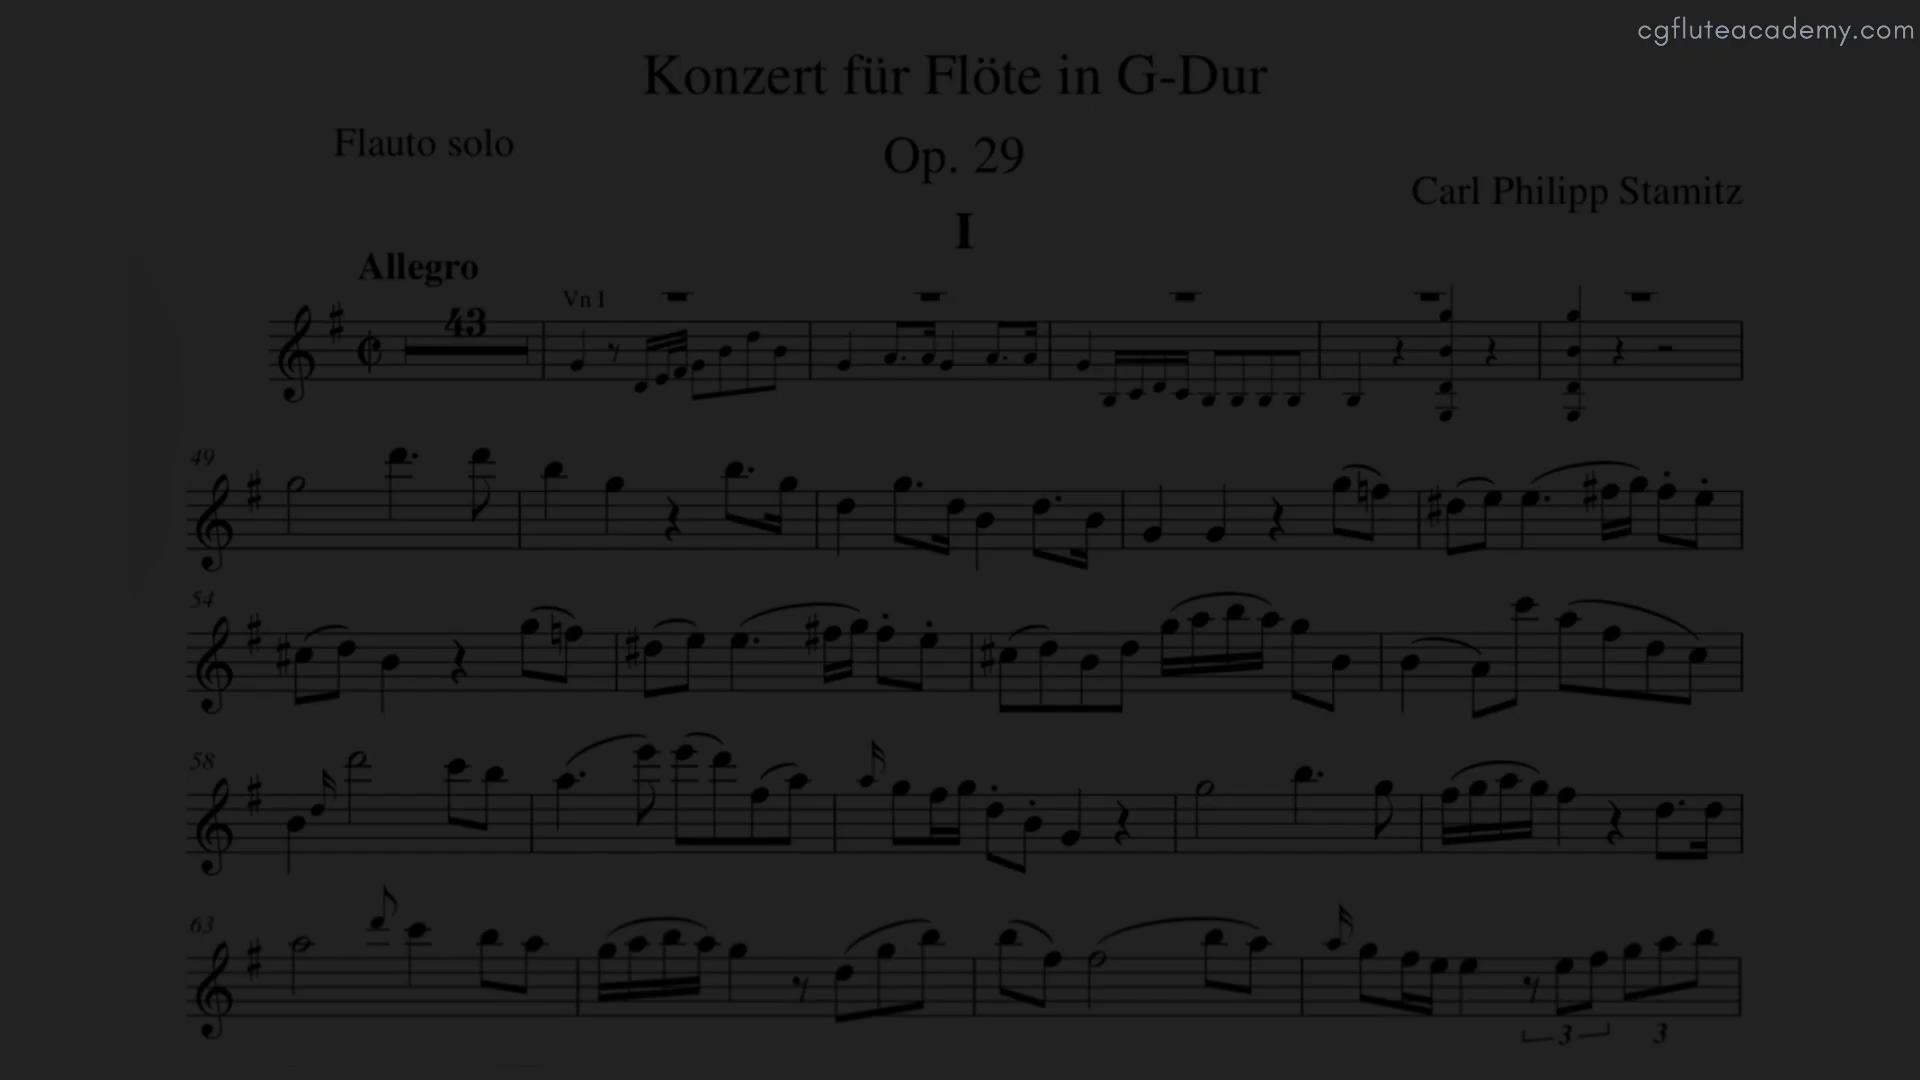 cgfluteacademy.com
Konzert für Flöte in G-Dur
Flauto solo
Op. 29
Carl Philipp Stamitz
I
Allegro
43
Vn I
49
54
58
63
3 3